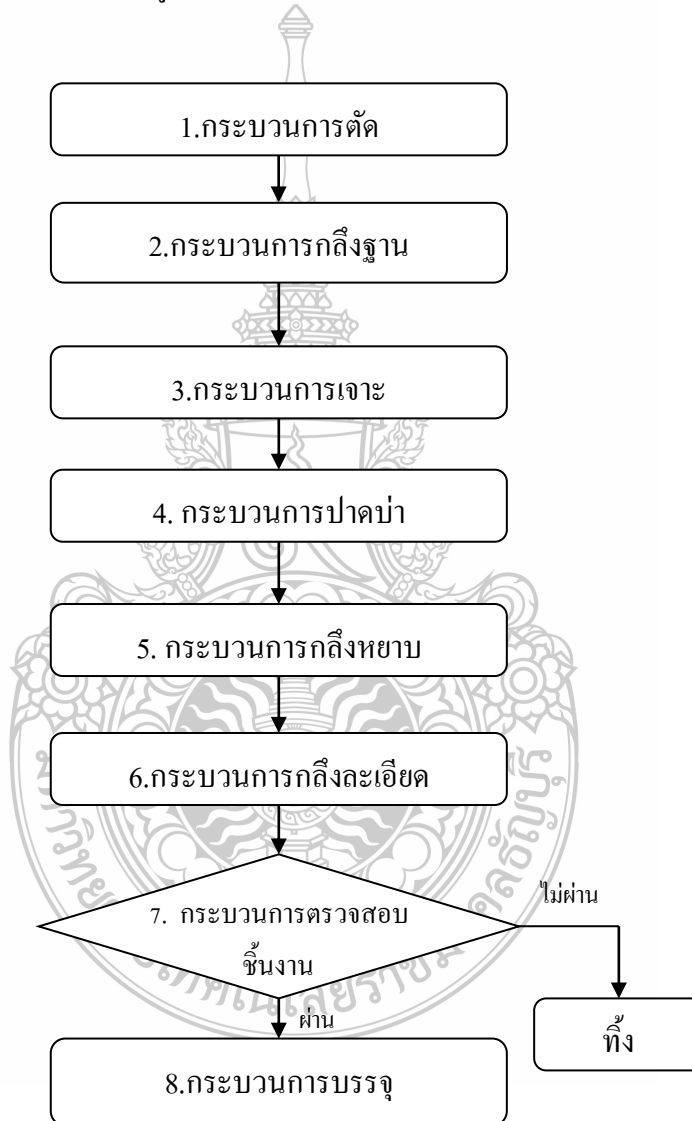 1.กระบวนการตัด
2.กระบวนการกลึงฐาน
3.กระบวนการเจาะ
4. กระบวนการปาดบ่า
5. กระบวนการกลึงหยาบ
6.กระบวนการกลึงละเอียด
7. กระบวนการตรวจสอบ
ชิ้นงาน
ไม่ผ่าน
ทิ้ง
ผ่าน
8.กระบวนการบรรจุ